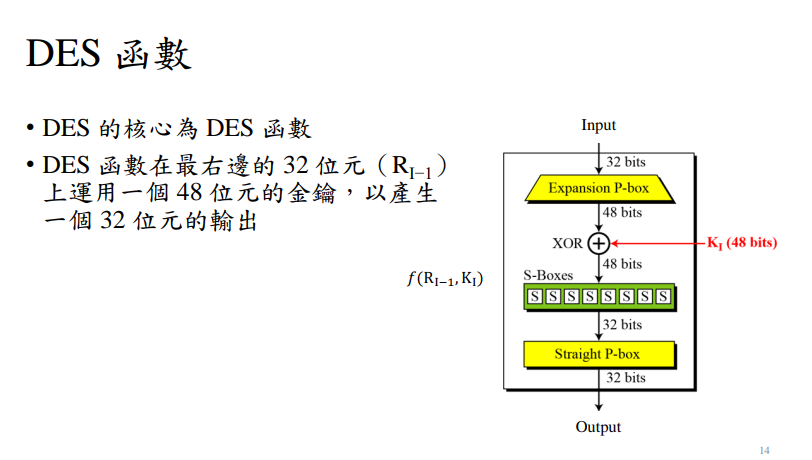 DES 函數
• DES 的核心為 DES 函數
• DES 函數在最右邊的 32 位元（R_{I–1}）
上運用一個 48 位元的金鑰，以產生
一個 32 位元的輸出
f(R_{I−1}, K_I)
Input
32 bits
Expansion P-box
48 bits
XOR +
K_I (48 bits)
48 bits
S-Boxes
S S S S S S S S
32 bits
Straight P-box
32 bits
Output
14